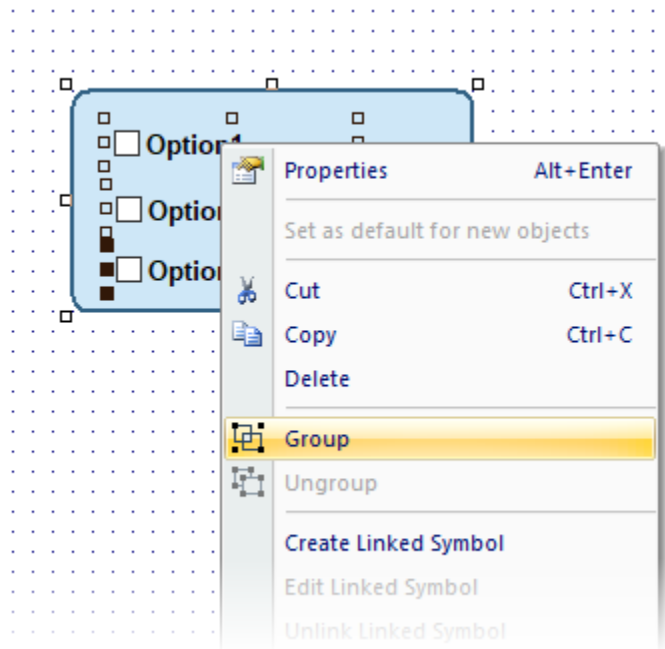 Option1
Option
Option
Properties Alt+Enter
Set as default for new objects
Cut Ctrl+X
Copy Ctrl+C
Delete
Group
Ungroup
Create Linked Symbol
Edit Linked Symbol
Unlink Linked Symbol